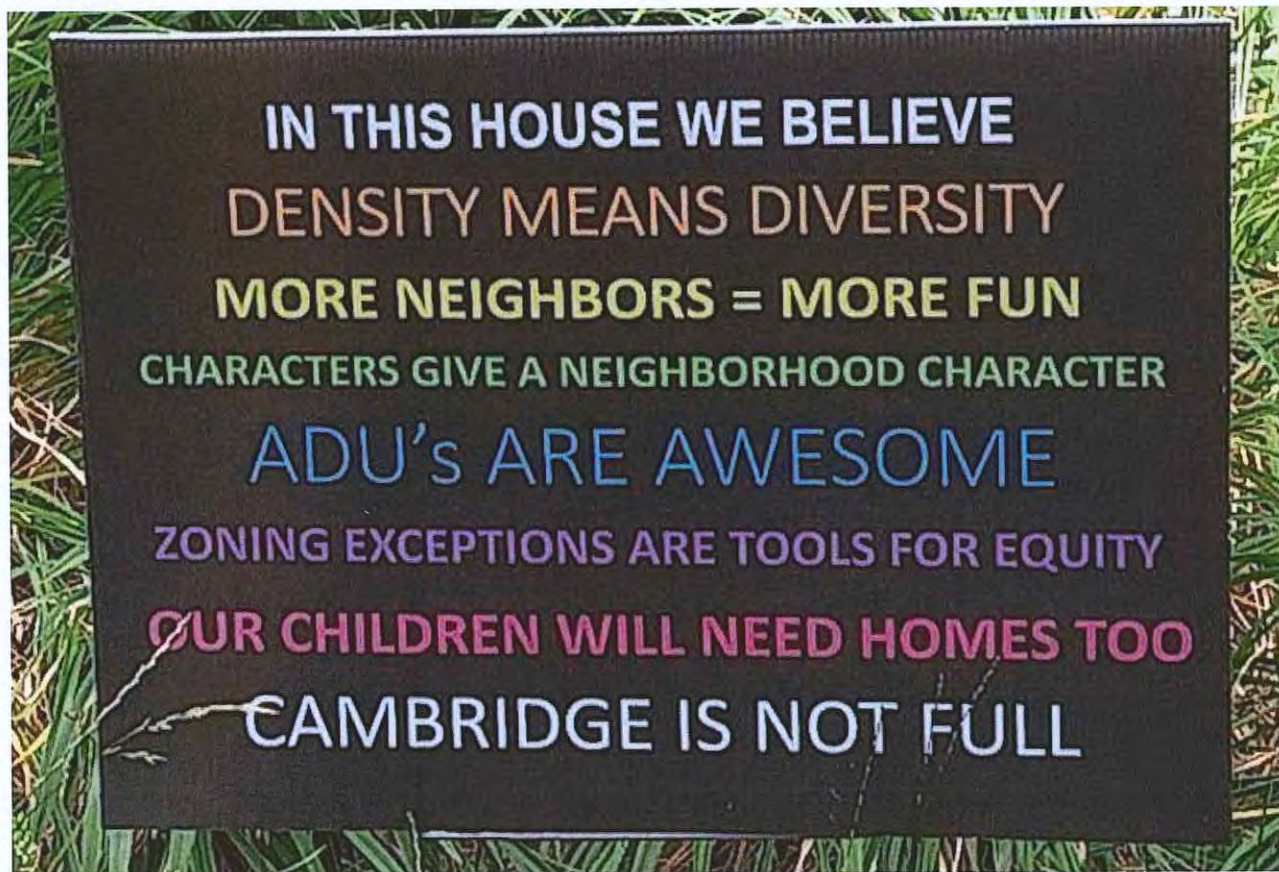 IN THIS HOUSE WE BELIEVE
DENSITY MEANS DIVERSITY
MORE NEIGHBORS = MORE FUN
CHARACTERS GIVE A NEIGHBORHOOD CHARACTER
ADU's ARE AWESOME
ZONING EXCEPTIONS ARE TOOLS FOR EQUITY
OUR CHILDREN WILL NEED HOMES TOO
CAMBRIDGE IS NOT FULL